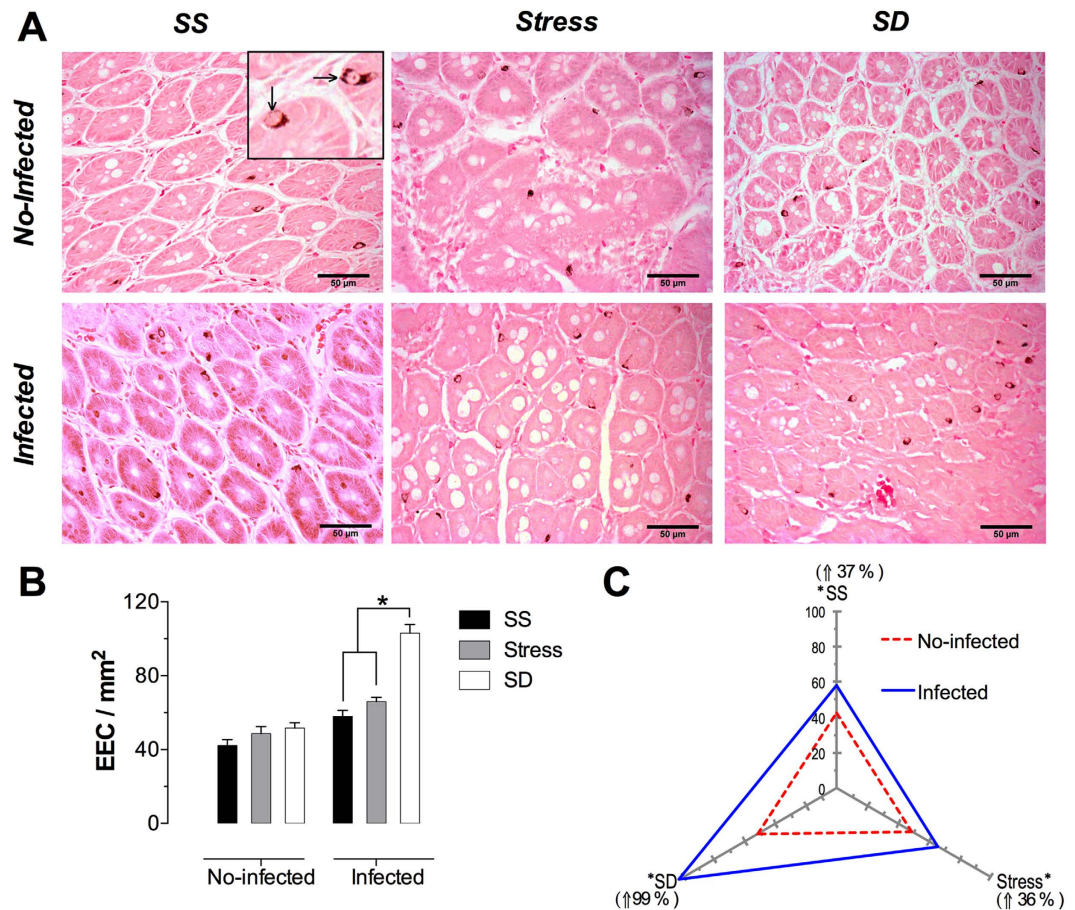 A
SS
Stress
SD
No-Infected
50 µm
50 µm
50 µm
Infected
50 µm
50 µm
50 µm
B
EEC / mm²
120
80
40
0
No-infected
Infected
*
SS
Stress
SD
C
(⇑ 37 %)
*SS
100
80
60
40
20
0
No-infected
Infected
*SD
(⇑99 %)
Stress*
(⇑ 36 %)